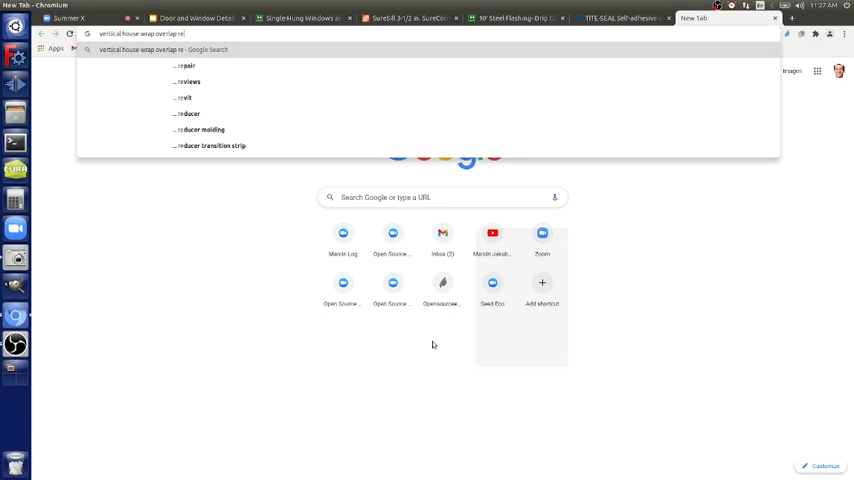 New Tab - Chromium
11:27 AM
Summer X
Door and Window Detail
Single-Hung Windows a
SureSill 3-1/2 in. SureCor
10' Steel Flashing-Drip C
TITE-SEAL Self-adhesive
New Tab
vertical house wrap overlap re
vertical house wrap overlap re - Google Search
Apps
... repair
... reviews
... revit
... reducer
... reducer molding
... reducer transition strip
Images
Search Google or type a URL
Marcin Log
Open Source ...
Inbox (2)
Marcin Jakub...
Zoom
Open Source ...
Open Source ...
Opensourcee...
Seed Eco
Add shortcut
CURA
Customize